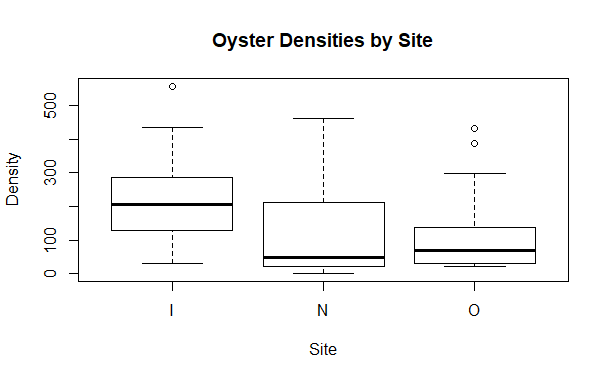 Oyster Densities by Site
Density
500
300
100
0
I N O
Site